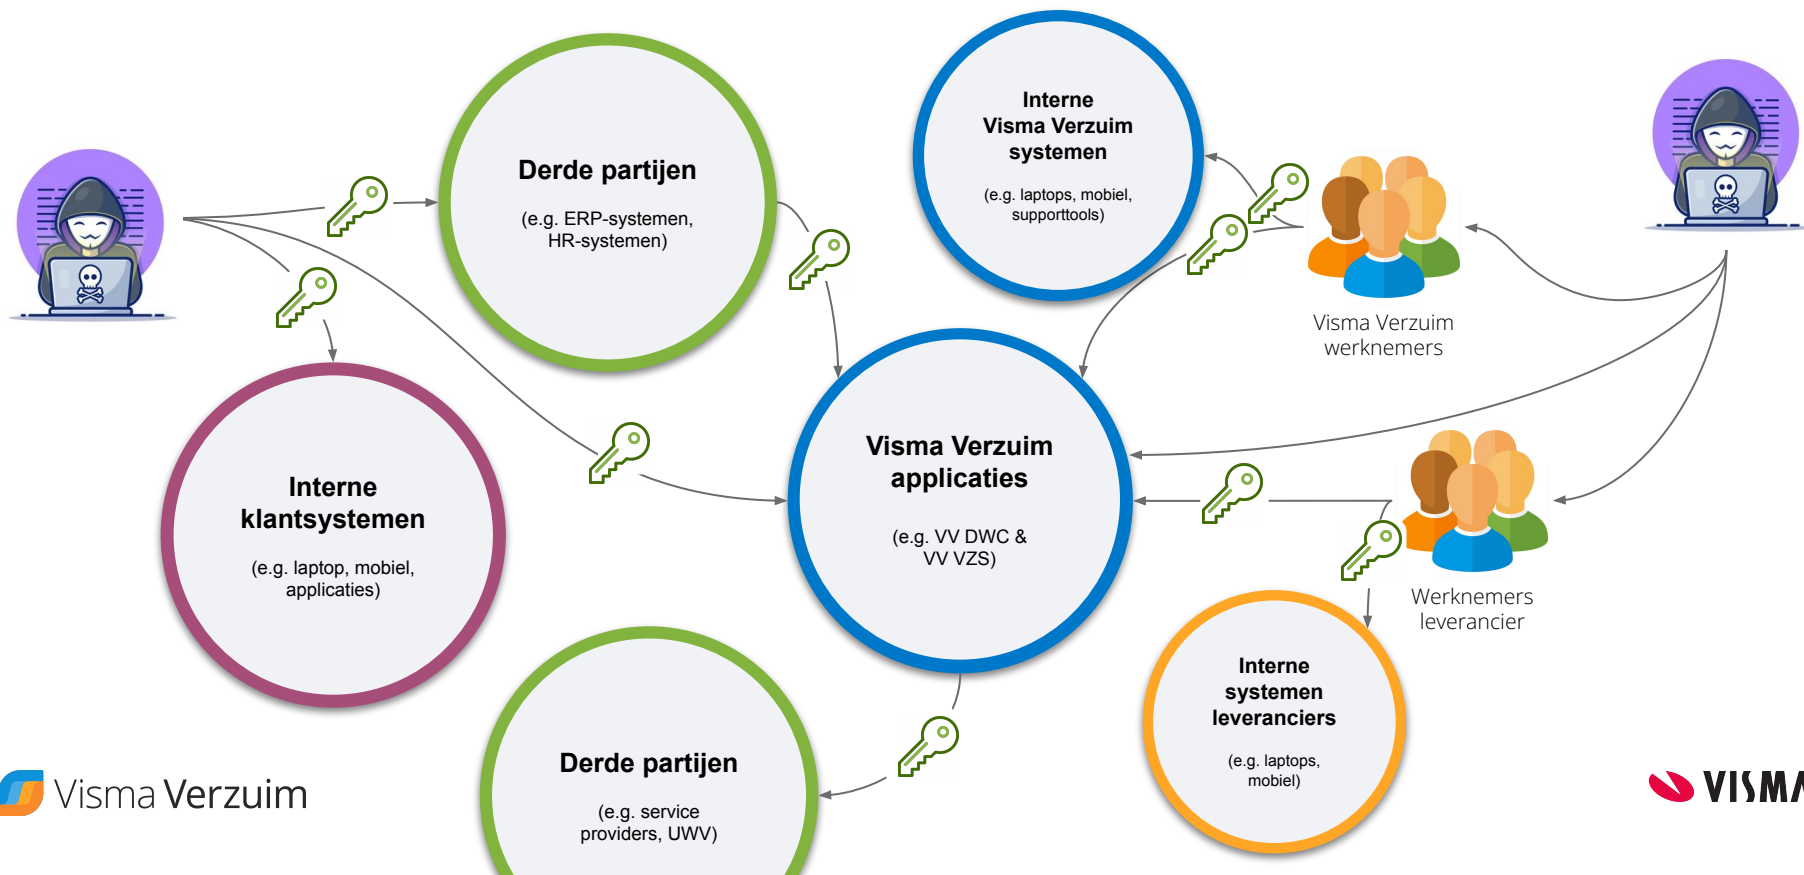 Interne
Visma Verzuim
systemen
(e.g. laptops, mobiel,
supporttools)
Derde partijen
(e.g. ERP-systemen,
HR-systemen)
Visma Verzuim
werknemers
Visma Verzuim
applicaties
(e.g. VV DWC &
VV VZS)
Interne
klantsystemen
(e.g. laptop, mobiel,
applicaties)
Werknemers
leverancier
Interne
systemen
leveranciers
(e.g. laptops,
mobiel)
Derde partijen
(e.g. service
providers, UWV)
Visma Verzuim
VISMA